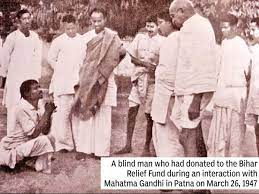 A blind man who had donated to the Bihar
Relief Fund during an interaction with
Mahatma Gandhi in Patna on March 26, 1947